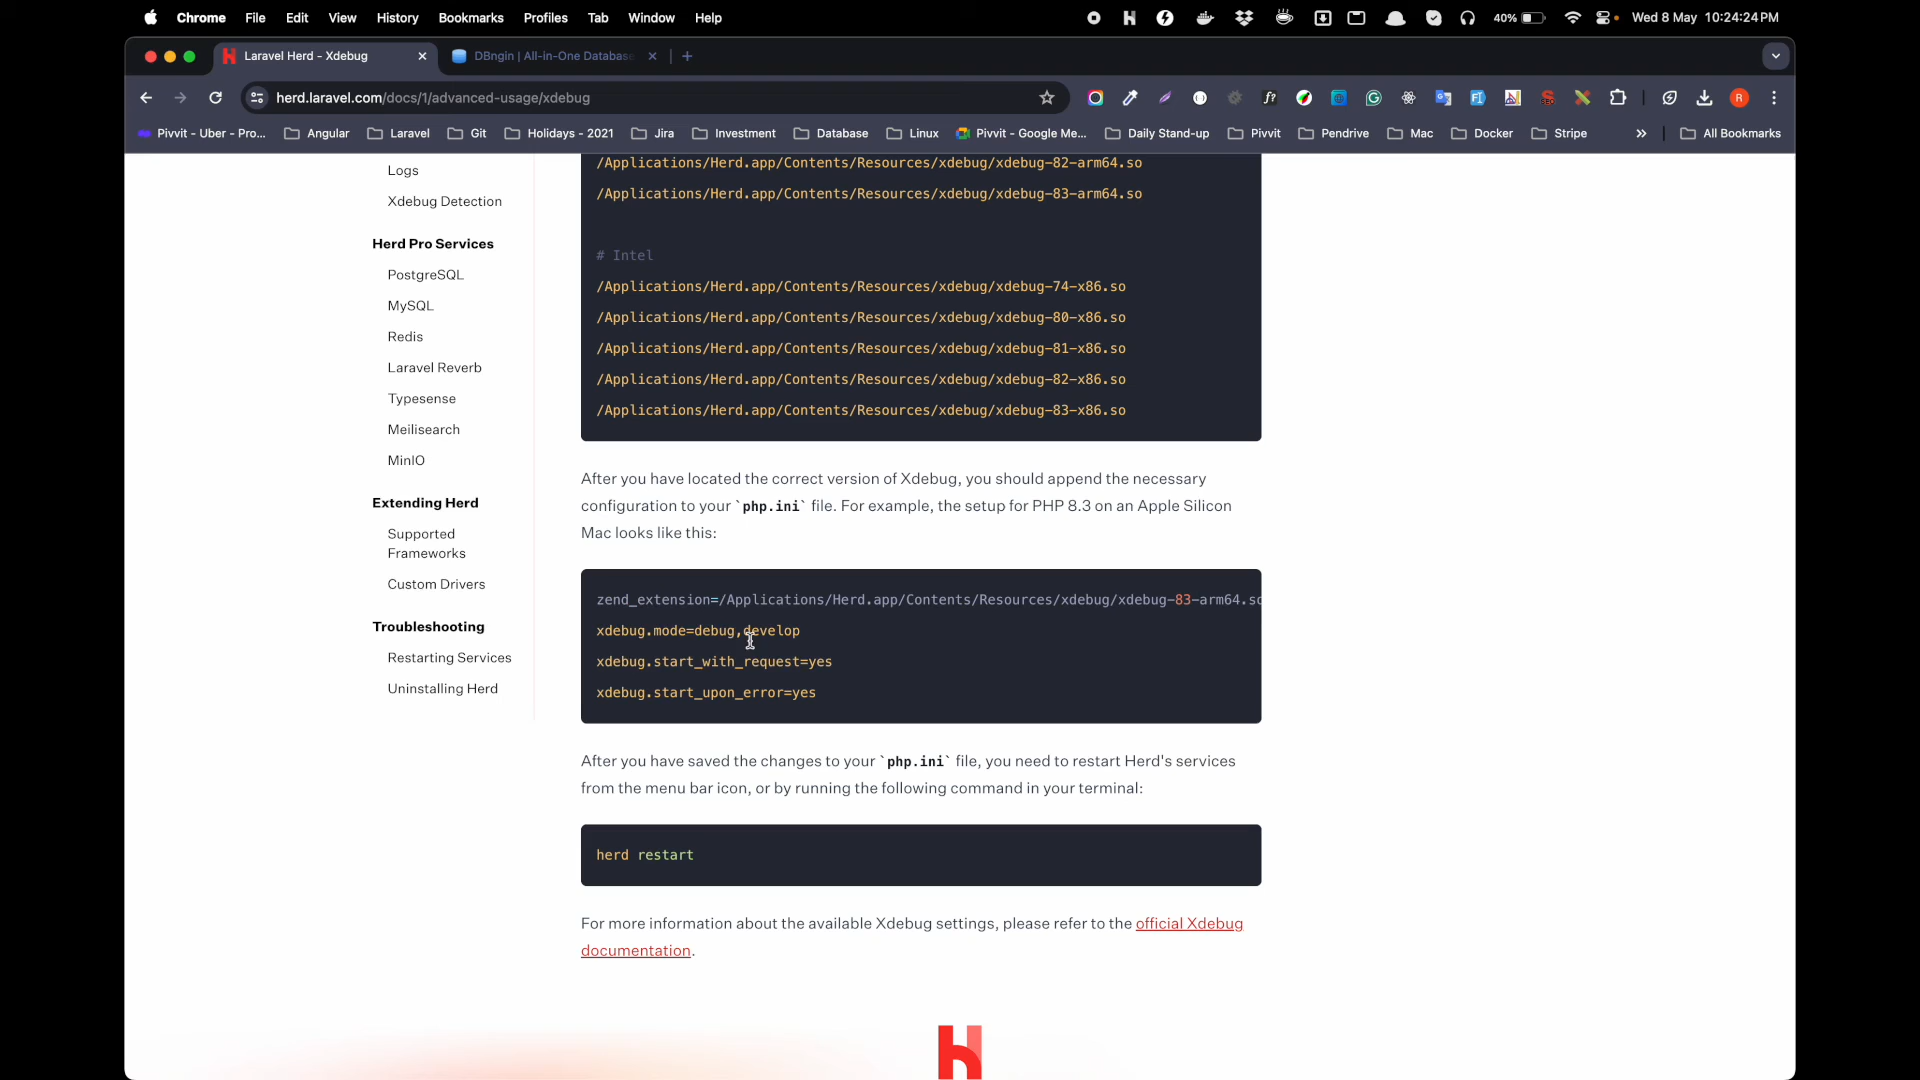 Chrome File Edit View History Bookmarks Profiles Tab Window Help 40% Wed 8 May 10:24:24 PM
Laravel Herd - Xdebug DBngin | All-in-One Database
herd.laravel.com/docs/1/advanced-usage/xdebug
Pivvit - Uber - Pro... Angular Laravel Git Holidays - 2021 Jira Investment Database Linux Pivvit - Google Me... Daily Stand-up Pivvit Pendrive Mac Docker Stripe » All Bookmarks
Logs
Xdebug Detection
Herd Pro Services
PostgreSQL
MySQL
Redis
Laravel Reverb
Typesense
Meilisearch
MinIO
Extending Herd
Supported
Frameworks
Custom Drivers
Troubleshooting
Restarting Services
Uninstalling Herd
/Applications/Herd.app/Contents/Resources/xdebug/xdebug-82-arm64.so
/Applications/Herd.app/Contents/Resources/xdebug/xdebug-83-arm64.so
# Intel
/Applications/Herd.app/Contents/Resources/xdebug/xdebug-74-x86.so
/Applications/Herd.app/Contents/Resources/xdebug/xdebug-80-x86.so
/Applications/Herd.app/Contents/Resources/xdebug/xdebug-81-x86.so
/Applications/Herd.app/Contents/Resources/xdebug/xdebug-82-x86.so
/Applications/Herd.app/Contents/Resources/xdebug/xdebug-83-x86.so
After you have located the correct version of Xdebug, you should append the necessary
configuration to your `php.ini` file. For example, the setup for PHP 8.3 on an Apple Silicon
Mac looks like this:
zend_extension=/Applications/Herd.app/Contents/Resources/xdebug/xdebug-83-arm64.so
xdebug.mode=debug,develop
xdebug.start_with_request=yes
xdebug.start_upon_error=yes
After you have saved the changes to your `php.ini` file, you need to restart Herd's services
from the menu bar icon, or by running the following command in your terminal:
herd restart
For more information about the available Xdebug settings, please refer to the official Xdebug
documentation.